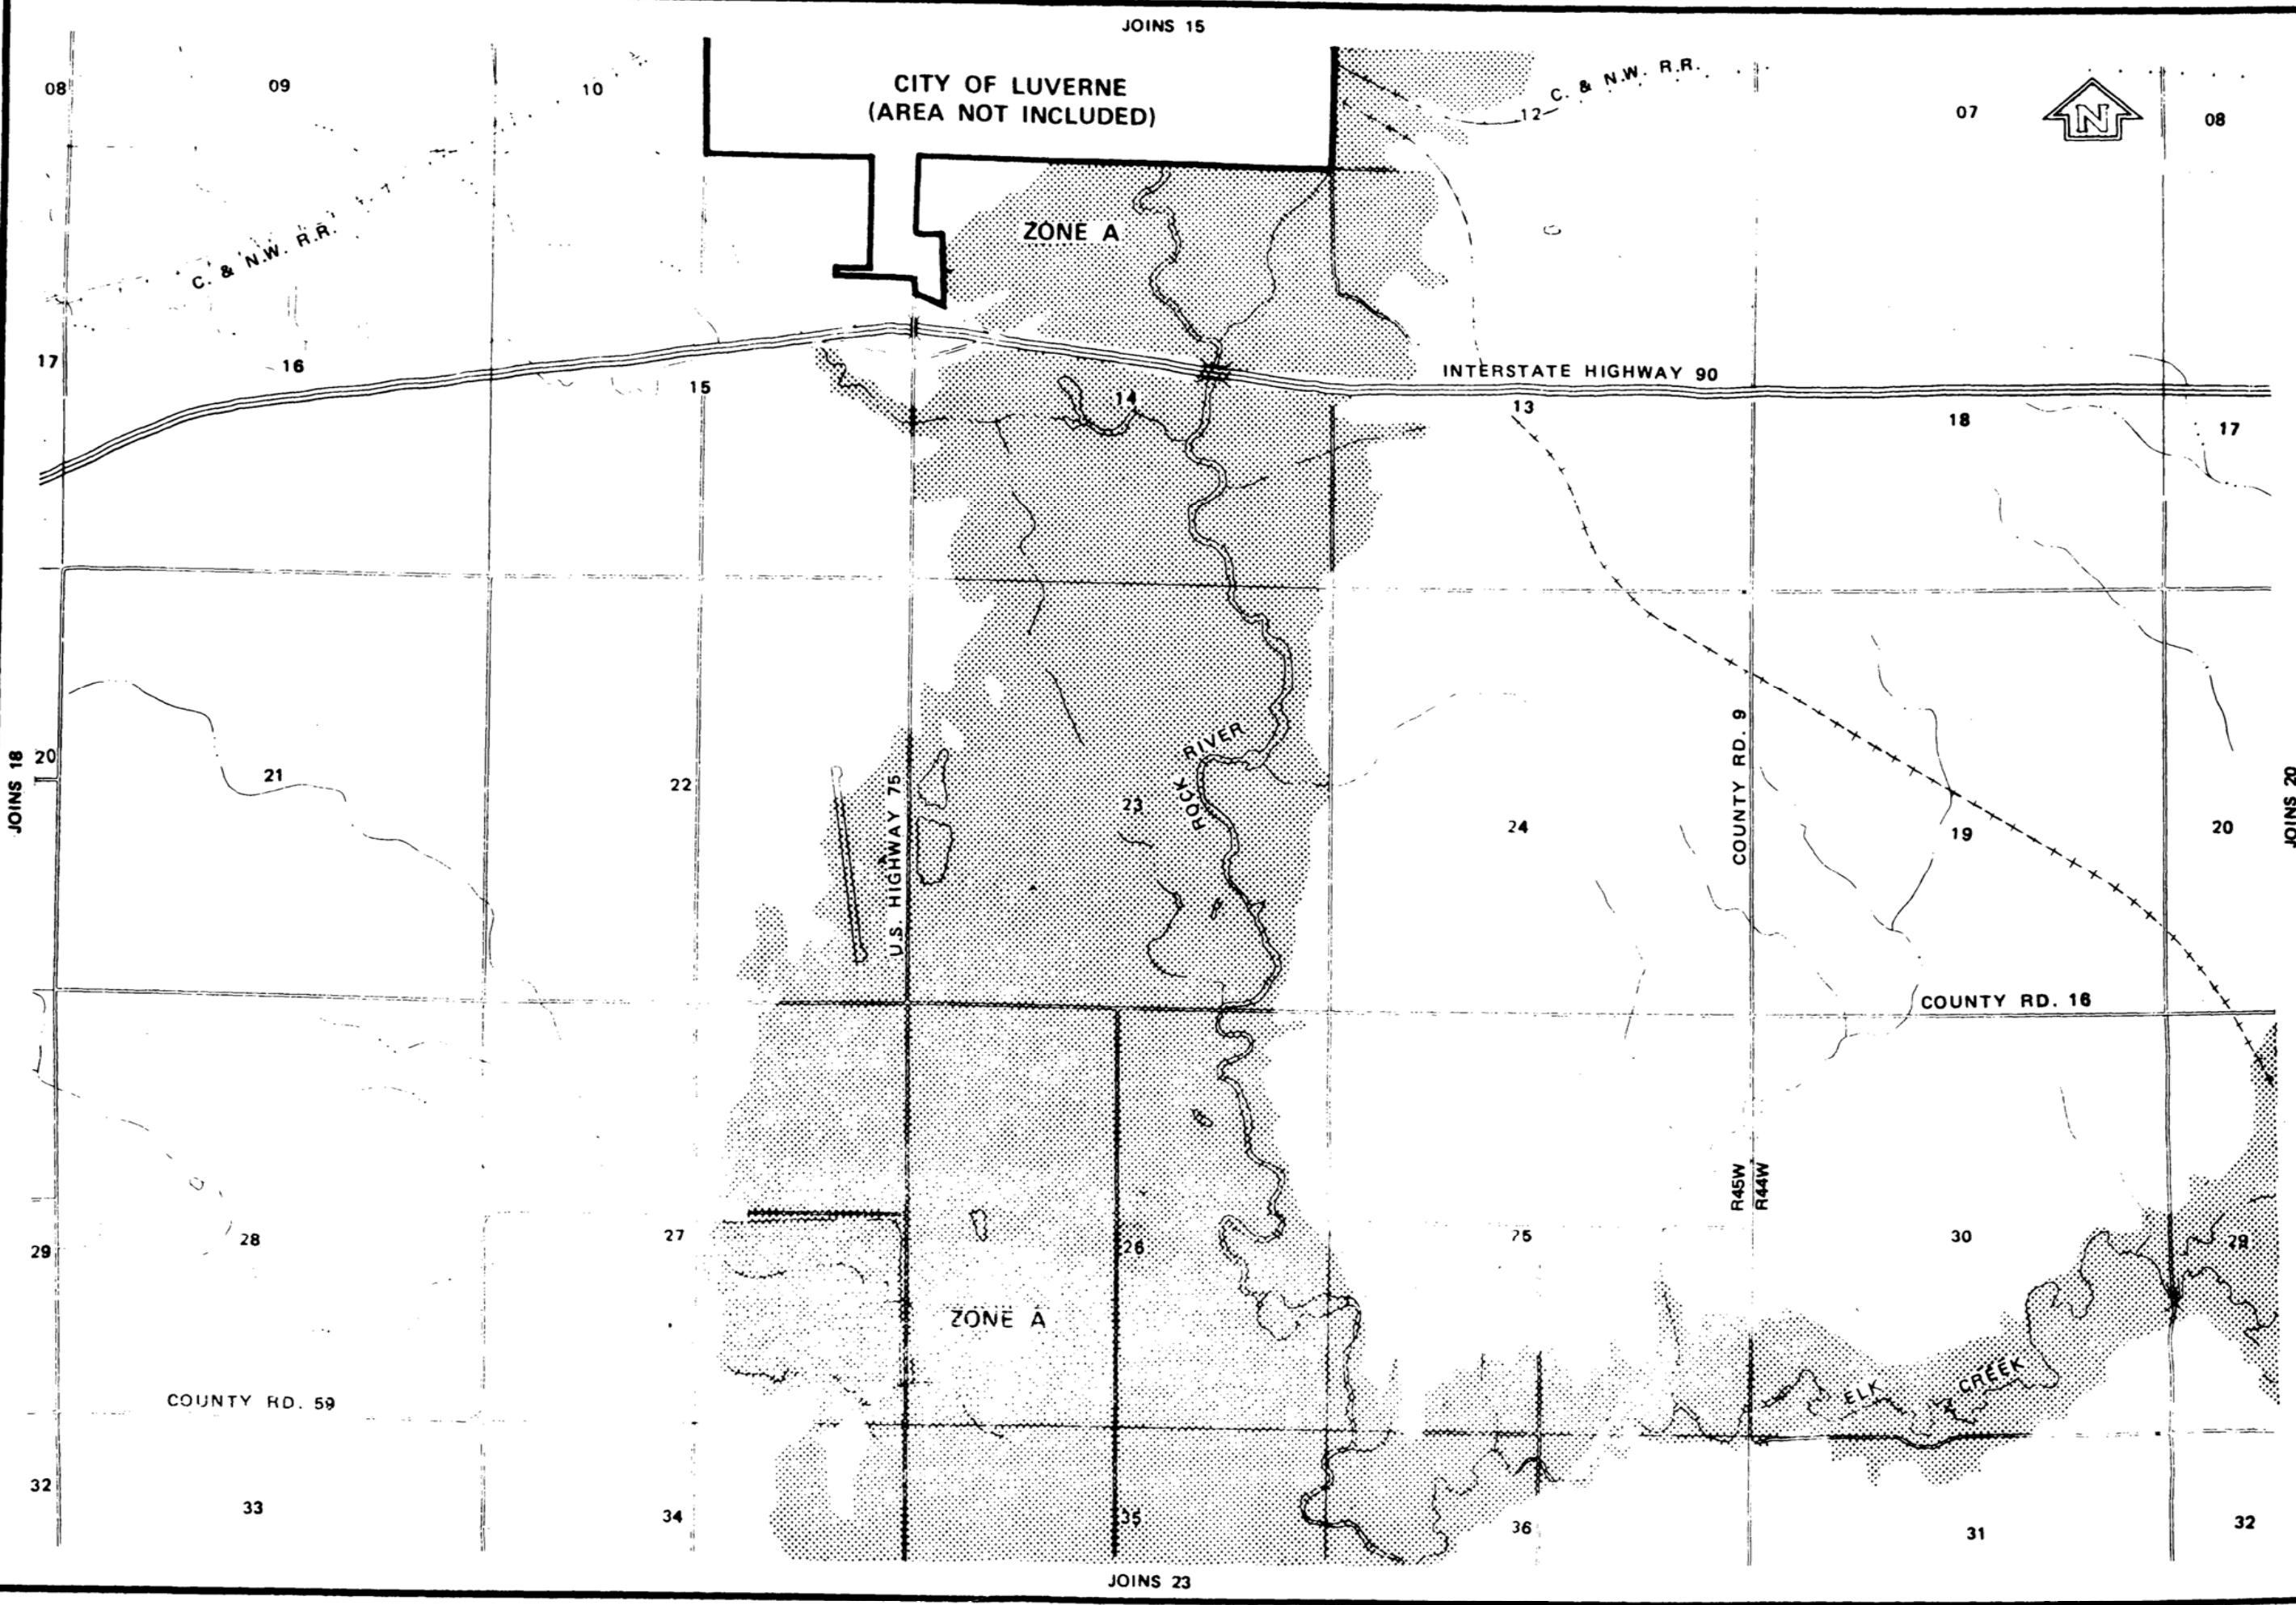 JOINS 15
CITY OF LUVERNE
(AREA NOT INCLUDED)
08
09
10
12
C. & N.W. R.R.
07
N
08
C. & N.W. R.R.
ZONE A
17
16
15
14
INTERSTATE HIGHWAY 90
13
18
17
JOINS 18
20
21
22
U.S. HIGHWAY 75
23
ROCK RIVER
24
COUNTY RD. 9
19
20
JOINS 20
COUNTY RD. 16
R45W
R44W
29
28
27
26
25
30
29
ZONE A
COUNTY RD. 59
ELK CREEK
32
33
34
35
36
31
32
JOINS 23